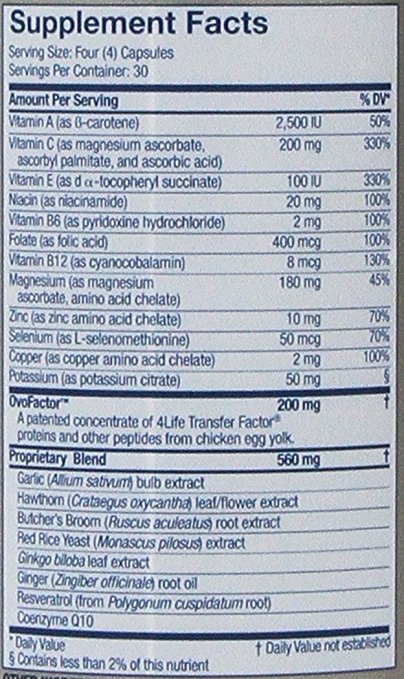 Supplement Facts
Serving Size: Four (4) Capsules
Servings Per Container: 30
Amount Per Serving % DV*
Vitamin A (as ß-carotene) 2,500 IU 50%
Vitamin C (as magnesium ascorbate, 200 mg 330%
ascorbyl palmitate, and ascorbic acid)
Vitamin E (as d α-tocopheryl succinate) 100 IU 330%
Niacin (as niacinamide) 20 mg 100%
Vitamin B6 (as pyridoxine hydrochloride) 2 mg 100%
Folate (as folic acid) 400 mcg 100%
Vitamin B12 (as cyanocobalamin) 8 mcg 130%
Magnesium (as magnesium 180 mg 45%
ascorbate, amino acid chelate)
Zinc (as zinc amino acid chelate) 10 mg 70%
Selenium (as L-selenomethionine) 50 mcg 70%
Copper (as copper amino acid chelate) 2 mg 100%
Potassium (as potassium citrate) 50 mg §
OvoFactor™ 200 mg †
A patented concentrate of 4Life Transfer Factor®
proteins and other peptides from chicken egg yolk.
Proprietary Blend 560 mg †
Garlic (Allium sativum) bulb extract
Hawthorn (Crataegus oxycantha) leaf/flower extract
Butcher's Broom (Ruscus aculeatus) root extract
Red Rice Yeast (Monascus pilosus) extract
Ginkgo biloba leaf extract
Ginger (Zingiber officinale) root oil
Resveratrol (from Polygonum cuspidatum root)
Coenzyme Q10
* Daily Value † Daily Value not established
§ Contains less than 2% of this nutrient